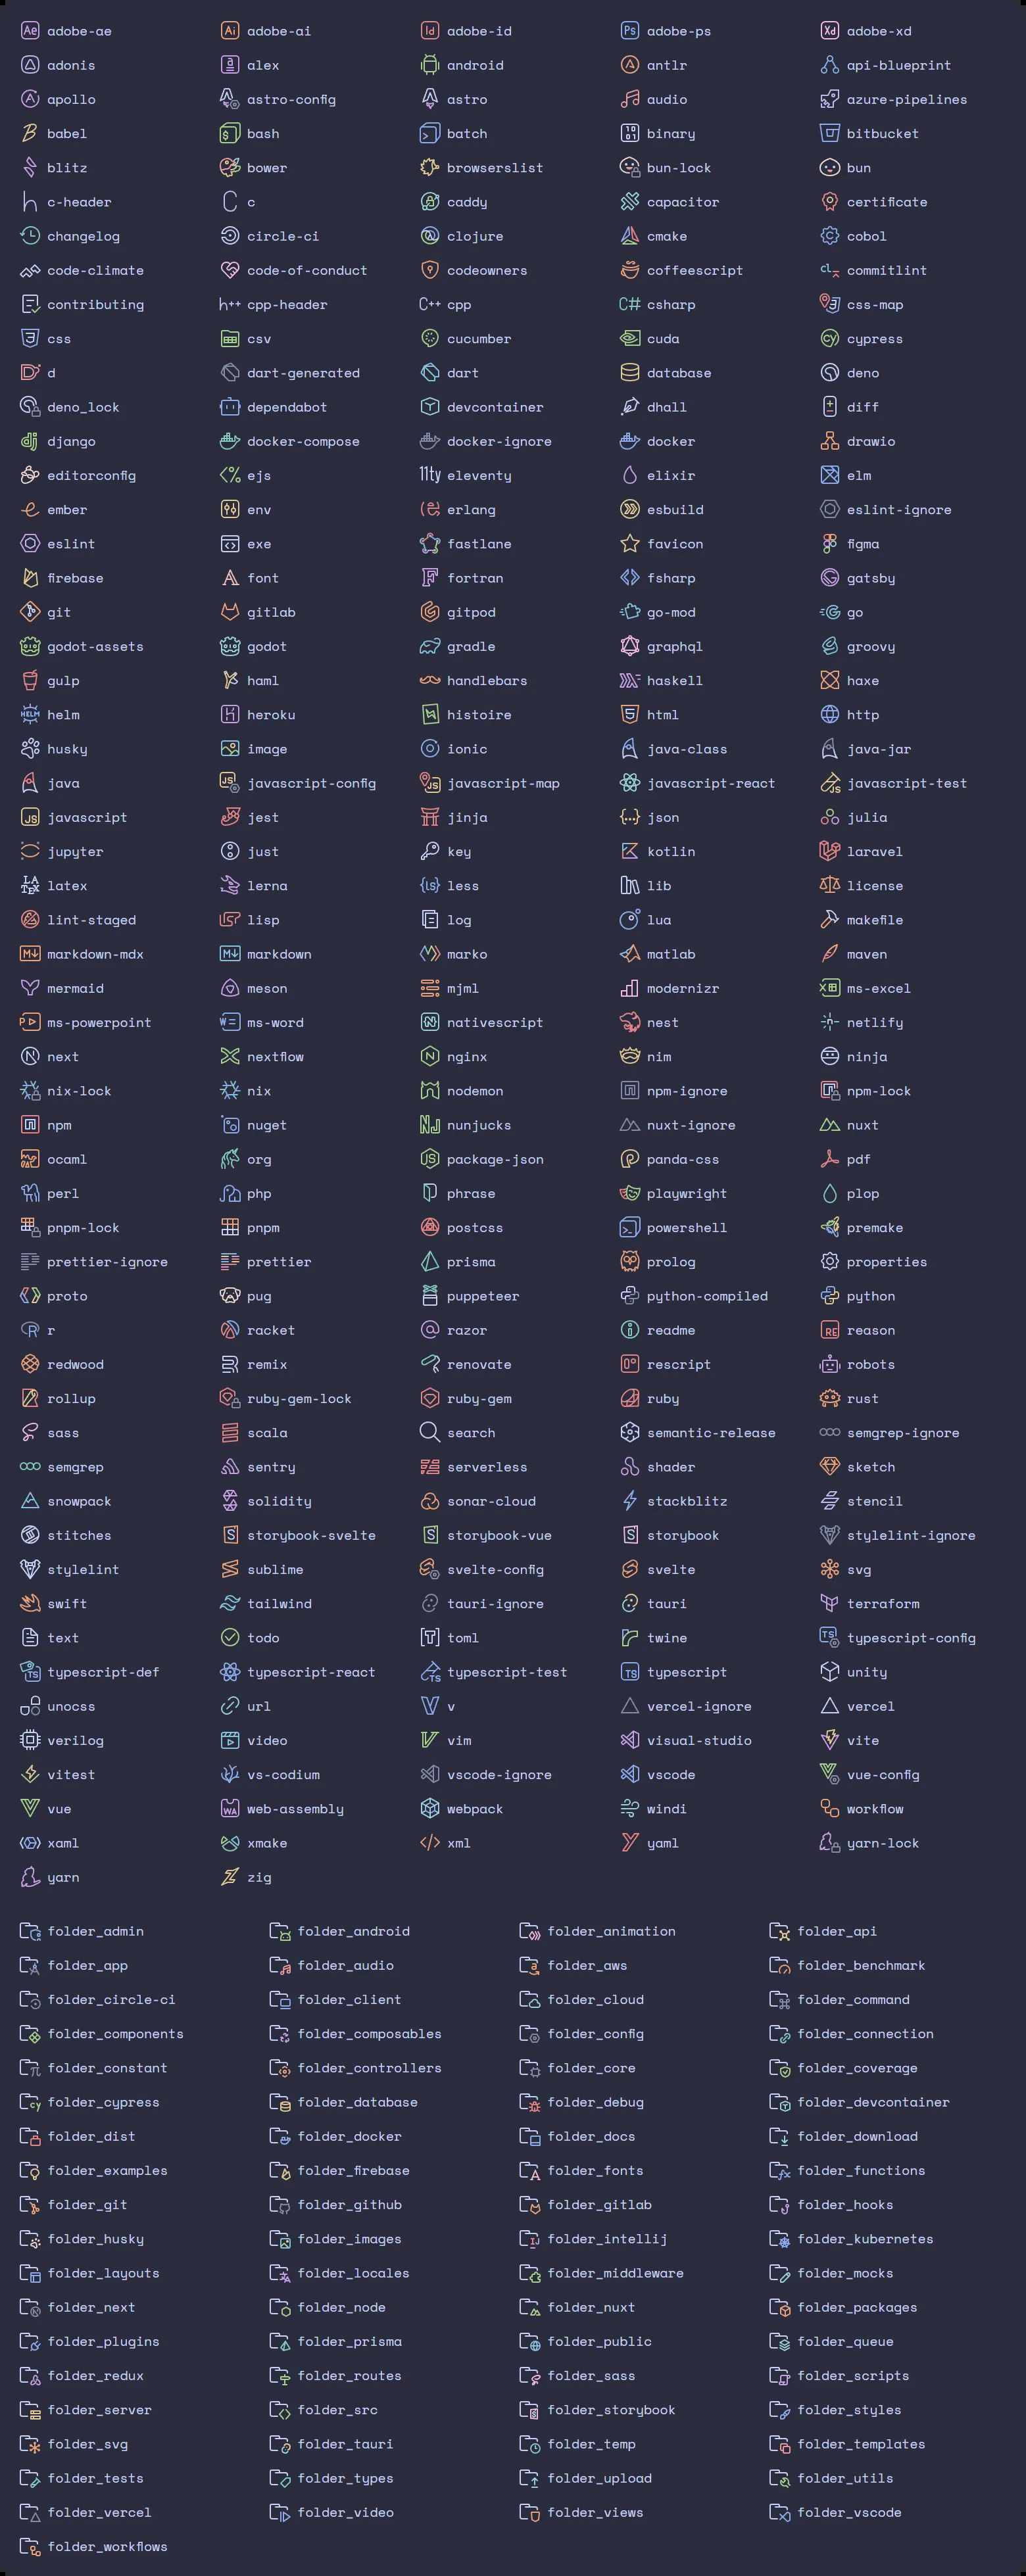 adobe-ae adobe-ai adobe-id adobe-ps adobe-xd
adonis alex android antlr api-blueprint
apollo astro-config astro audio azure-pipelines
babel bash batch binary bitbucket
blitz bower browserslist bun-lock bun
c-header c caddy capacitor certificate
changelog circle-ci clojure cmake cobol
code-climate code-of-conduct codeowners coffeescript commitlint
contributing cpp-header cpp csharp css-map
css csv cucumber cuda cypress
d dart-generated dart database deno
deno_lock dependabot devcontainer dhall diff
django docker-compose docker-ignore docker drawio
editorconfig ejs eleventy elixir elm
ember env erlang esbuild eslint-ignore
eslint exe fastlane favicon figma
firebase font fortran fsharp gatsby
git gitlab gitpod go-mod go
godot-assets godot gradle graphql groovy
gulp haml handlebars haskell haxe
helm heroku histoire html http
husky image ionic java-class java-jar
java javascript-config javascript-map javascript-react javascript-test
javascript jest jinja json julia
jupyter just key kotlin laravel
latex lerna less lib license
lint-staged lisp log lua makefile
markdown-mdx markdown marko matlab maven
mermaid meson mjml modernizr ms-excel
ms-powerpoint ms-word nativescript nest netlify
next nextflow nginx nim ninja
nix-lock nix nodemon npm-ignore npm-lock
npm nuget nunjucks nuxt-ignore nuxt
ocaml org package-json panda-css pdf
perl php phrase playwright plop
pnpm-lock pnpm postcss powershell premake
prettier-ignore prettier prisma prolog properties
proto pug puppeteer python-compiled python
r racket razor readme reason
redwood remix renovate rescript robots
rollup ruby-gem-lock ruby-gem ruby rust
sass scala search semantic-release semgrep-ignore
semgrep sentry serverless shader sketch
snowpack solidity sonar-cloud stackblitz stencil
stitches storybook-svelte storybook-vue storybook stylelint-ignore
stylelint sublime svelte-config svelte svg
swift tailwind tauri-ignore tauri terraform
text todo toml twine typescript-config
typescript-def typescript-react typescript-test typescript unity
unocss url v vercel-ignore vercel
verilog video vim visual-studio vite
vitest vs-codium vscode-ignore vscode vue-config
vue web-assembly webpack windi workflow
xaml xmake xml yaml yarn-lock
yarn zig
folder_admin folder_android folder_animation folder_api
folder_app folder_audio folder_aws folder_benchmark
folder_circle-ci folder_client folder_cloud folder_command
folder_components folder_composables folder_config folder_connection
folder_constant folder_controllers folder_core folder_coverage
folder_cypress folder_database folder_debug folder_devcontainer
folder_dist folder_docker folder_docs folder_download
folder_examples folder_firebase folder_fonts folder_functions
folder_git folder_github folder_gitlab folder_hooks
folder_husky folder_images folder_intellij folder_kubernetes
folder_layouts folder_locales folder_middleware folder_mocks
folder_next folder_node folder_nuxt folder_packages
folder_plugins folder_prisma folder_public folder_queue
folder_redux folder_routes folder_sass folder_scripts
folder_server folder_src folder_storybook folder_styles
folder_svg folder_tauri folder_temp folder_templates
folder_tests folder_types folder_upload folder_utils
folder_vercel folder_video folder_views folder_vscode
folder_workflows